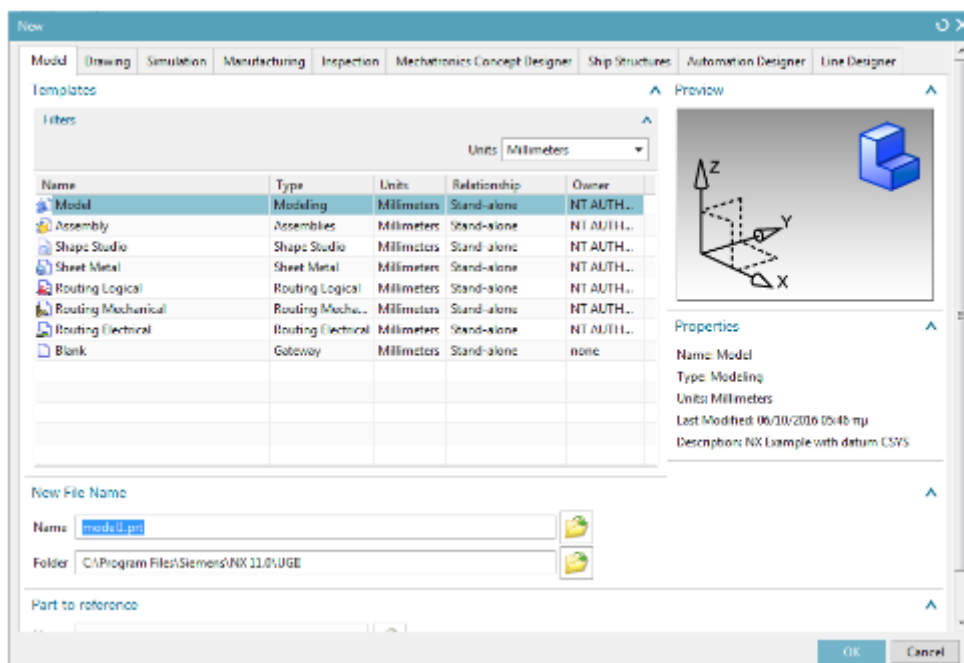 New
Model Drawing Simulation Manufacturing Inspection Mechatronics Concept Designer Ship Structures Automation Designer Line Designer
Templates
Filters
Units Millimeters
Name Type Units Relationship Owner
Model Modeling Millimeters Stand-alone NT AUTH...
Assembly Assemblies Millimeters Stand-alone NT AUTH...
Shape Studio Shape Studio Millimeters Stand-alone NT AUTH...
Sheet Metal Sheet Metal Millimeters Stand-alone NT AUTH...
Routing Logical Routing Logical Millimeters Stand-alone NT AUTH...
Routing Mechanical Routing Mecha... Millimeters Stand-alone NT AUTH...
Routing Electrical Routing Electrical Millimeters Stand-alone NT AUTH...
Blank Gateway Millimeters Stand-alone none
Preview
Z
Y
X
Properties
Name: Model
Type: Modeling
Units: Millimeters
Last Modified: 06/10/2016 05:46 πμ
Description: NX Example with datum CSYS
New File Name
Name model1.prt
Folder C:\Program Files\Siemens\NX 11.0\UGII
Part to reference
OK Cancel